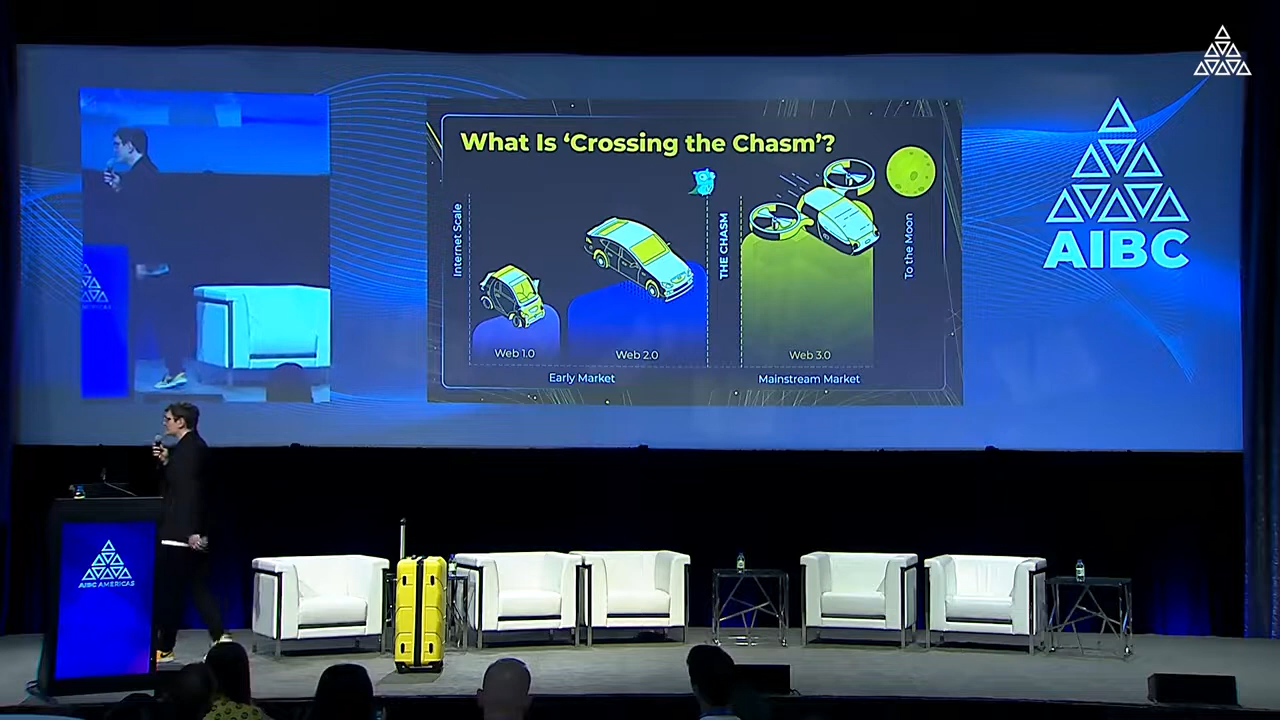 What Is ‘Crossing the Chasm’?
Internet Scale
THE CHASM
To the Moon
Web 1.0
Web 2.0
Web 3.0
Early Market
Mainstream Market
AIBC
AIBC AMERICAS